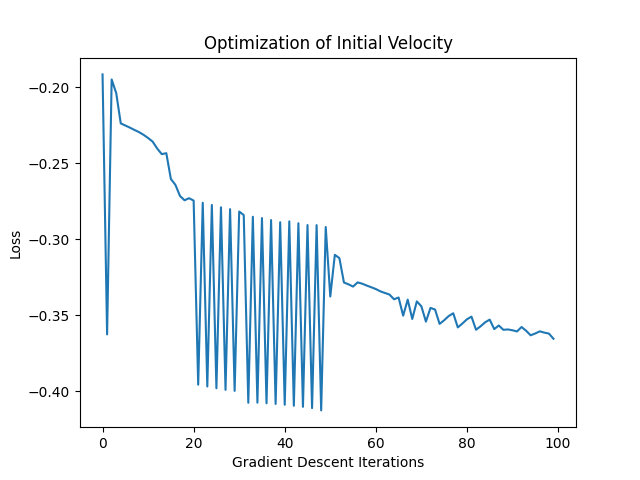 Optimization of Initial Velocity
−0.20
−0.25
−0.30
−0.35
−0.40
Loss
0 20 40 60 80 100
Gradient Descent Iterations